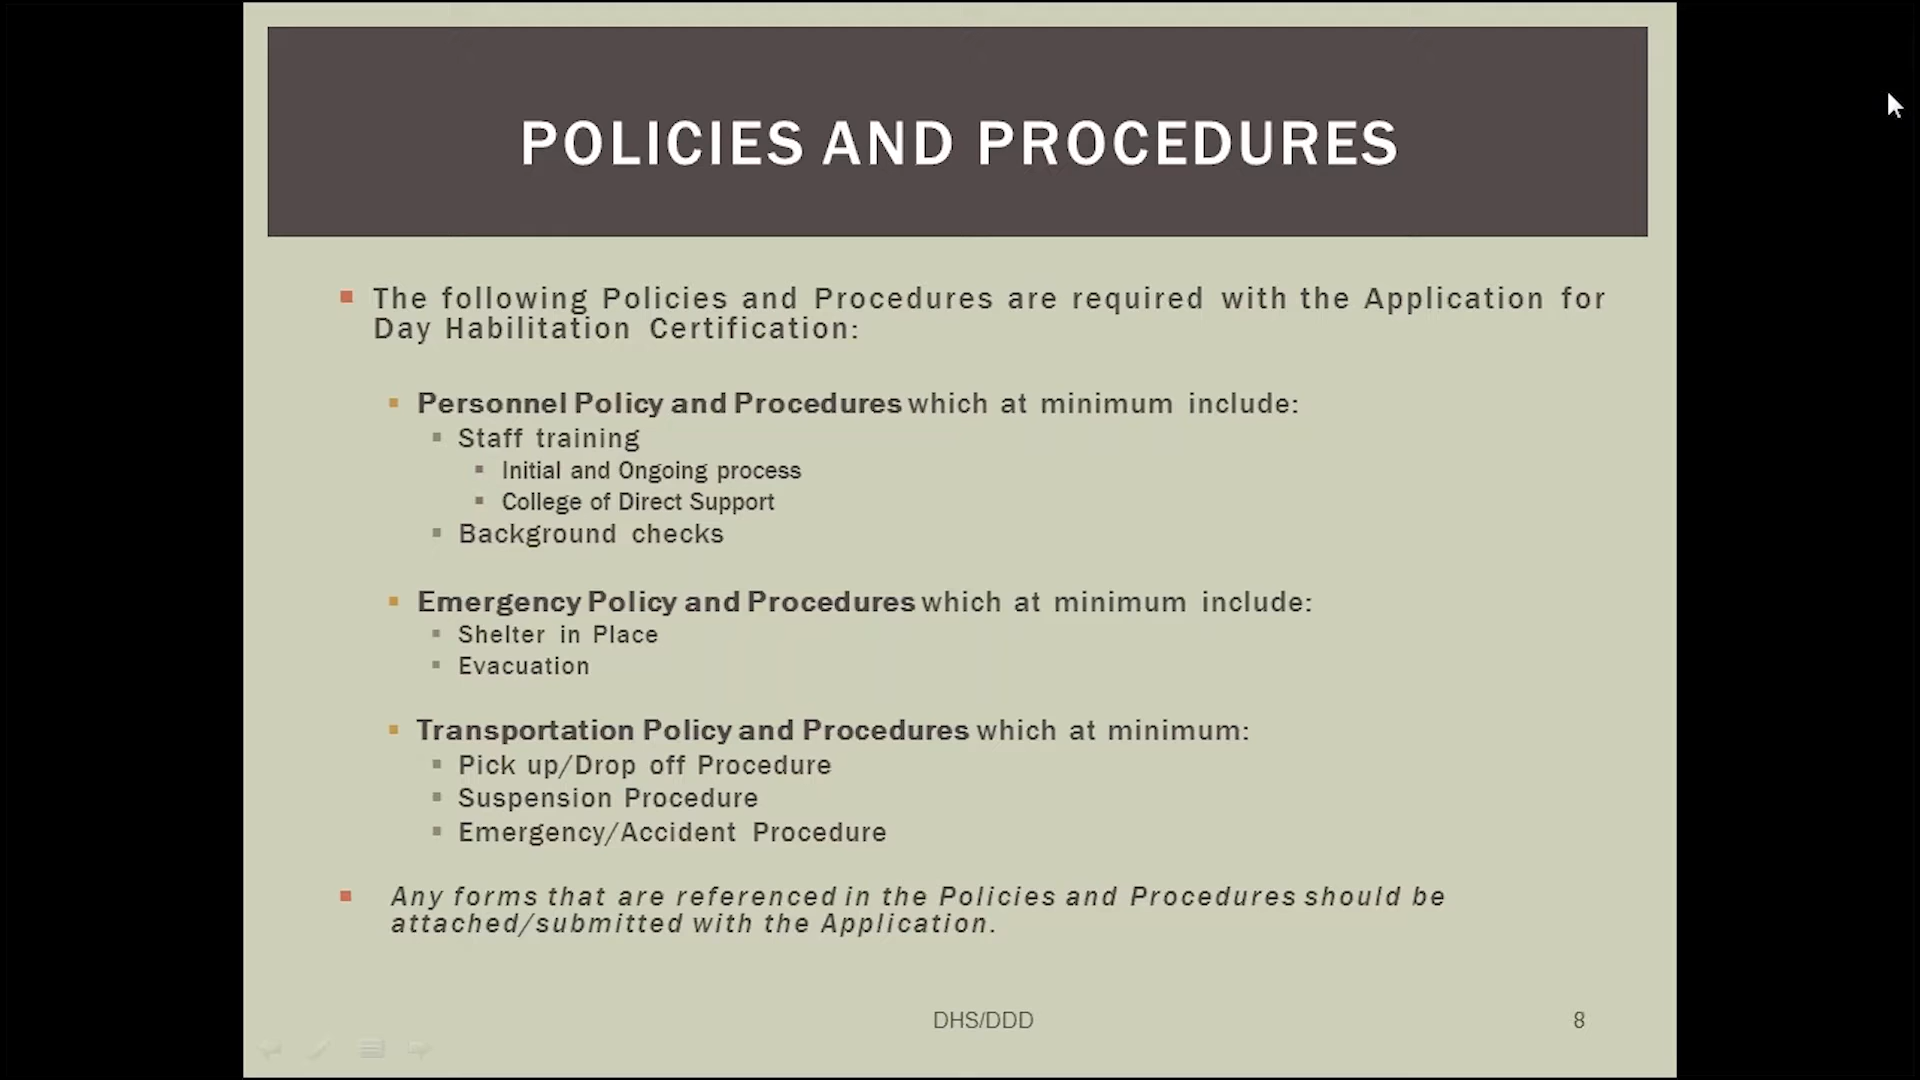 POLICIES AND PROCEDURES
The following Policies and Procedures are required with the Application for
Day Habilitation Certification:
Personnel Policy and Procedures which at minimum include:
Staff training
Initial and Ongoing process
College of Direct Support
Background checks
Emergency Policy and Procedures which at minimum include:
Shelter in Place
Evacuation
Transportation Policy and Procedures which at minimum:
Pick up/Drop off Procedure
Suspension Procedure
Emergency/Accident Procedure
Any forms that are referenced in the Policies and Procedures should be
attached/submitted with the Application.
DHS/DDD
8